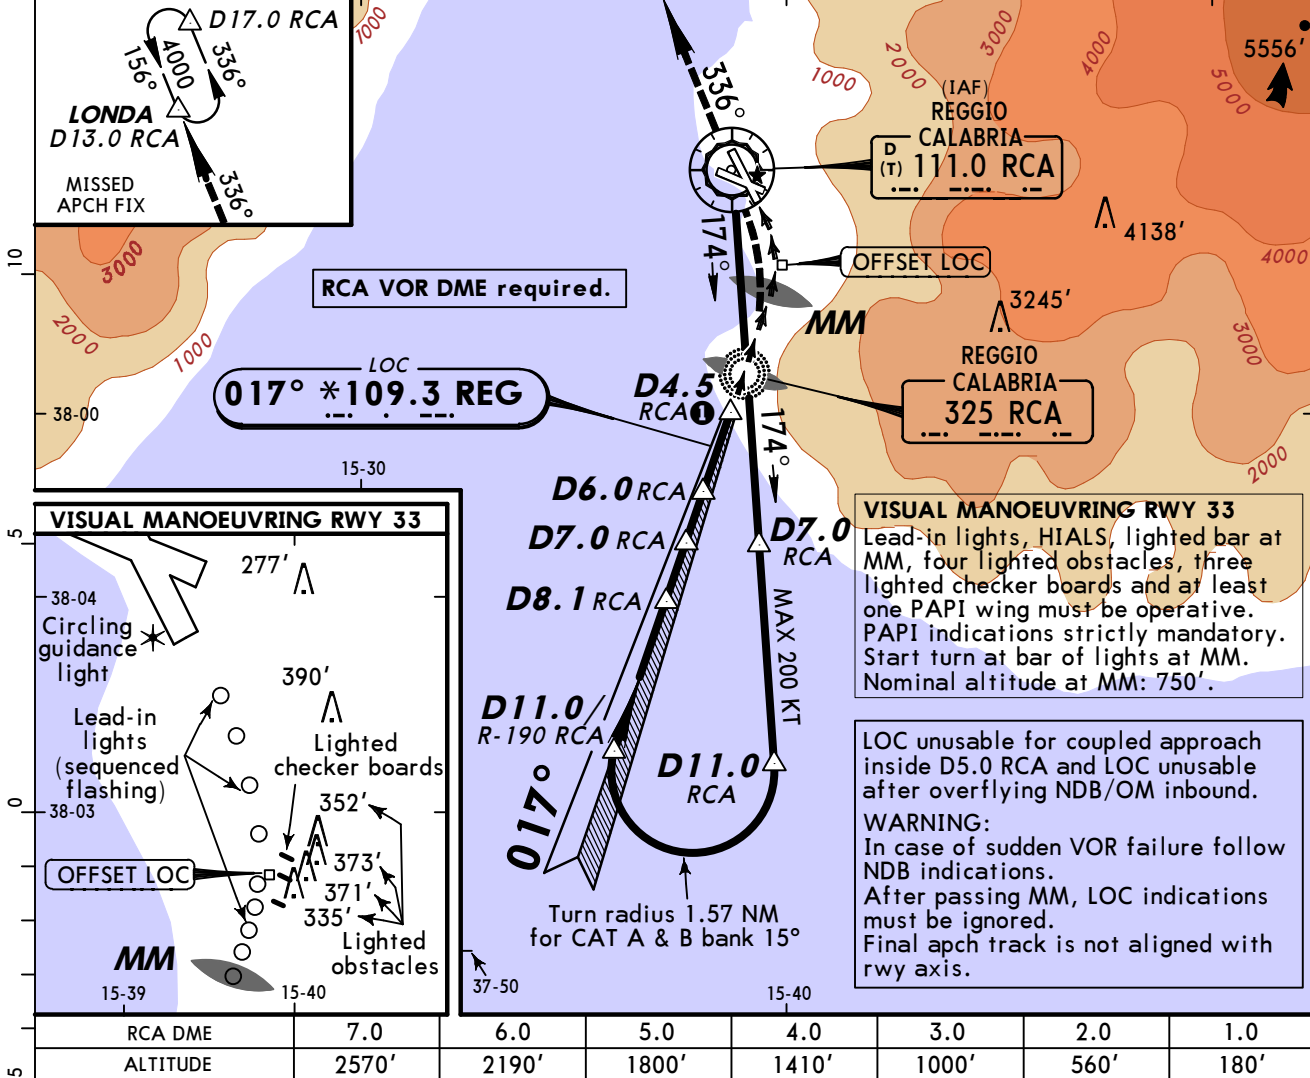 D17.0 RCA
4000
156°
336°
LONDA
D13.0 RCA
MISSED
APCH FIX
336°
1000
336°
1000
2000
3000
4000
5000
5556'
(IAF)
REGGIO
CALABRIA
D
(T) 111.0 RCA
4138'
4000
3000
2000
1000
10
RCA VOR DME required.
174°
OFFSET LOC
MM
3245'
3000
REGGIO
CALABRIA
325 RCA
LOC
017° *109.3 REG
D4.5
RCA 1
174°
2000
38-00
15-30
D6.0 RCA
D7.0 RCA
D8.1 RCA
D7.0
RCA
MAX 200 KT
D11.0
R-190 RCA
D11.0
RCA
017°
Turn radius 1.57 NM
for CAT A & B bank 15°
37-50
15-40
5
0
5
VISUAL MANOEUVRING RWY 33
277'
38-04
Circling
guidance
light
390'
Lead-in
lights
(sequenced
flashing)
Lighted
checker boards
38-03
352'
OFFSET LOC
373'
371'
335'
Lighted
obstacles
MM
15-39
15-40
VISUAL MANOEUVRING RWY 33
Lead-in lights, HIALS, lighted bar at
MM, four lighted obstacles, three
lighted checker boards and at least
one PAPI wing must be operative.
PAPI indications strictly mandatory.
Start turn at bar of lights at MM.
Nominal altitude at MM: 750'.
LOC unusable for coupled approach
inside D5.0 RCA and LOC unusable
after overflying NDB/OM inbound.
WARNING:
In case of sudden VOR failure follow
NDB indications.
After passing MM, LOC indications
must be ignored.
Final apch track is not aligned with
rwy axis.
RCA DME 7.0 6.0 5.0 4.0 3.0 2.0 1.0
ALTITUDE 2570' 2190' 1800' 1410' 1000' 560' 180'